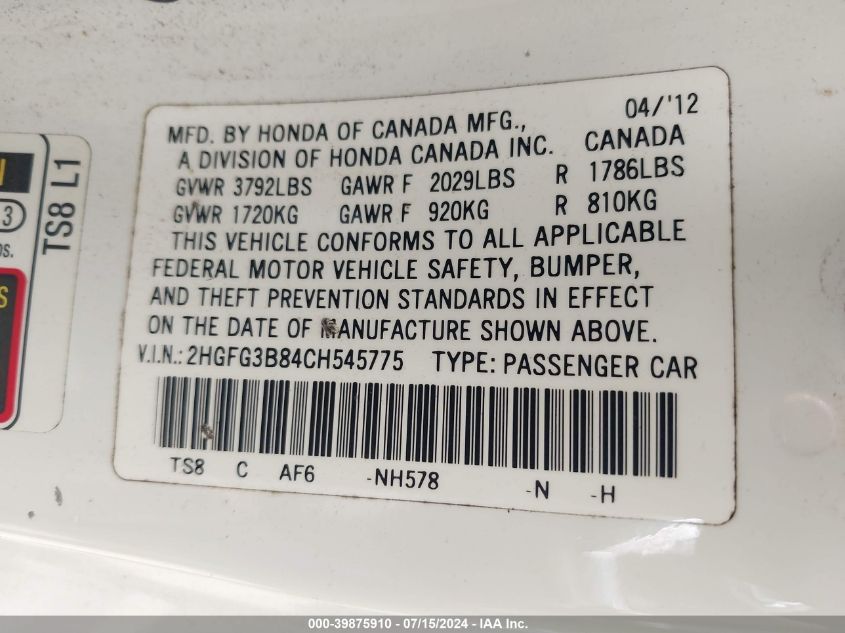 04/'12
MFD. BY HONDA OF CANADA MFG.,
A DIVISION OF HONDA CANADA INC. CANADA
GVWR 3792LBS GAWR F 2029LBS R 1786LBS
GVWR 1720KG GAWR F 920KG R 810KG
THIS VEHICLE CONFORMS TO ALL APPLICABLE
FEDERAL MOTOR VEHICLE SAFETY, BUMPER,
AND THEFT PREVENTION STANDARDS IN EFFECT
ON THE DATE OF MANUFACTURE SHOWN ABOVE.
V.I.N.: 2HGFG3B84CH545775 TYPE: PASSENGER CAR
TS8 C AF6 -NH578 -N -H
TS8 L1
3
000-39875910 - 07/15/2024 - IAA Inc.